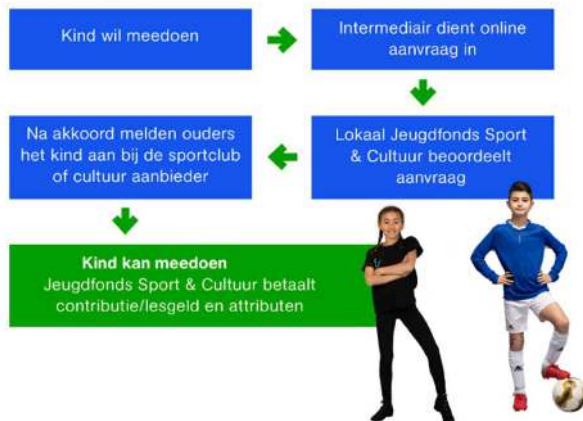 Kind wil meedoen
Intermediair dient online
aanvraag in
Lokaal Jeugdfonds Sport
& Cultuur beoordeelt
aanvraag
Na akkoord melden ouders
het kind aan bij de sportclub
of cultuur aanbieder
Kind kan meedoen
Jeugdfonds Sport & Cultuur betaalt
contributie/lesgeld en attributen